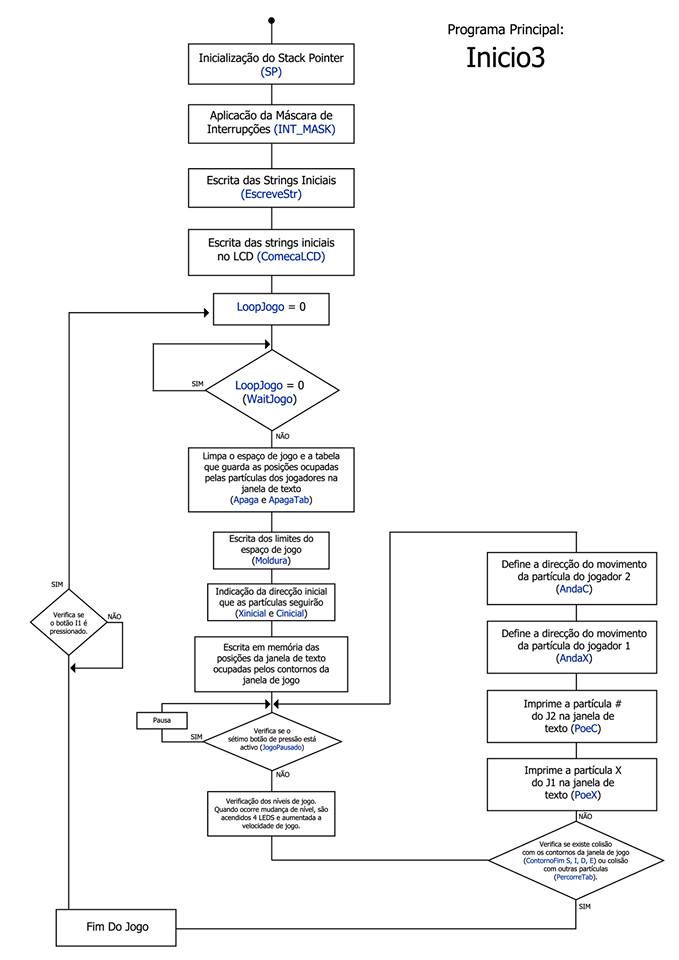 Programa Principal:
Inicio3
Inicialização do Stack Pointer
(SP)
Aplicacão da Máscara de
Interrupções (INT_MASK)
Escrita das Strings Iniciais
(EscreveStr)
Escrita das strings iniciais
no LCD (ComecaLCD)
LoopJogo = 0
LoopJogo = 0
(WaitJogo)
SIM
NÃO
Limpa o espaço de jogo e a tabela
que guarda as posições ocupadas
pelas partículas dos jogadores na
janela de texto
(Apaga e ApagaTab)
Escrita dos limites do
espaço de jogo
(Moldura)
Indicação da direcção inicial
que as partículas seguirão
(Xinicial e Cinicial)
Escrita em memória das
posições da janela de texto
ocupadas pelos contornos da
janela de jogo
Pausa
SIM
Verifica se o
sétimo botão de pressão está
activo (JogoPausado)
NÃO
Verificação dos níveis de jogo.
Quando ocorre mudança de nível, são
acendidos 4 LEDS e aumentada a
velocidade de jogo.
Define a direcção do movimento
da partícula do jogador 2
(AndaC)
Define a direcção do movimento
da partícula do jogador 1
(AndaX)
Imprime a partícula #
do J2 na janela de
texto (PoeC)
Imprime a partícula X
do J1 na janela de
texto (PoeX)
NÃO
Verifica se existe colisão
com os contornos da janela de jogo
(ContornoFim S, I, D, E) ou colisão
com outras partículas
(PercorreTab).
SIM
Fim Do Jogo
SIM
Verifica se
o botão I1 é
pressionado.
NÃO